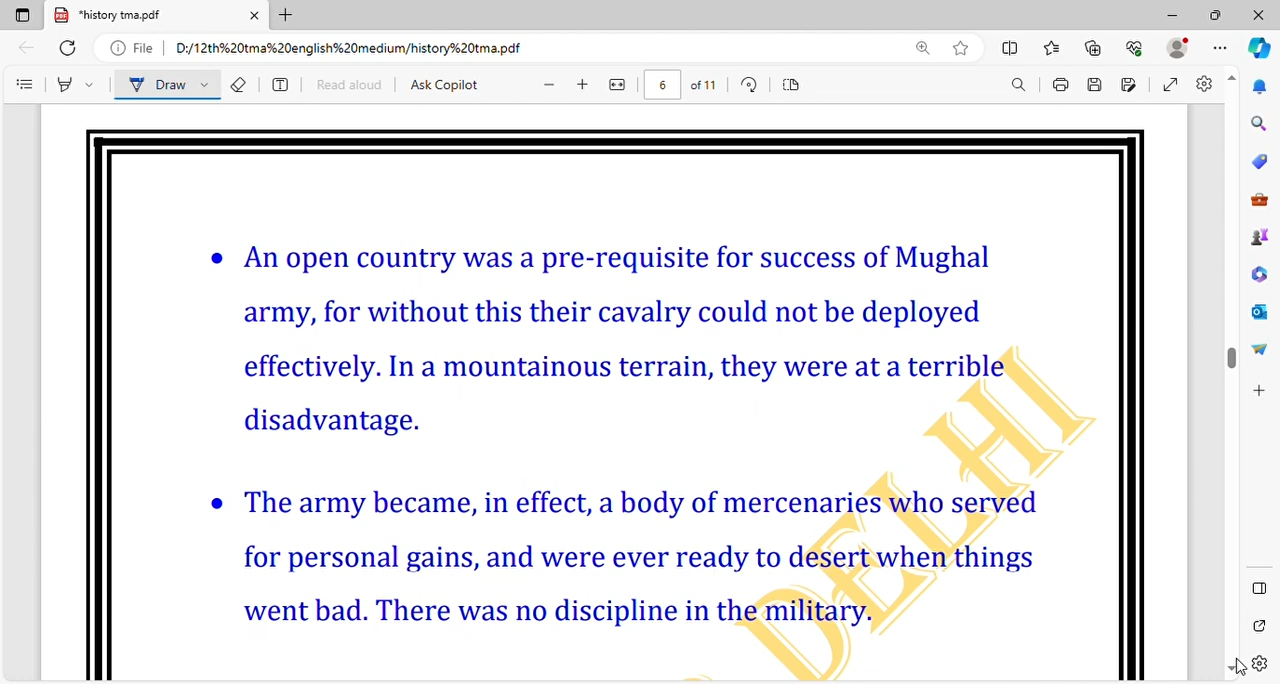 *history tma.pdf
File D:/12th%20tma%20english%20medium/history%20tma.pdf
Draw Read aloud Ask Copilot 6 of 11
• An open country was a pre-requisite for success of Mughal
army, for without this their cavalry could not be deployed
effectively. In a mountainous terrain, they were at a terrible
disadvantage.
• The army became, in effect, a body of mercenaries who served
for personal gains, and were ever ready to desert when things
went bad. There was no discipline in the military.
DELHI